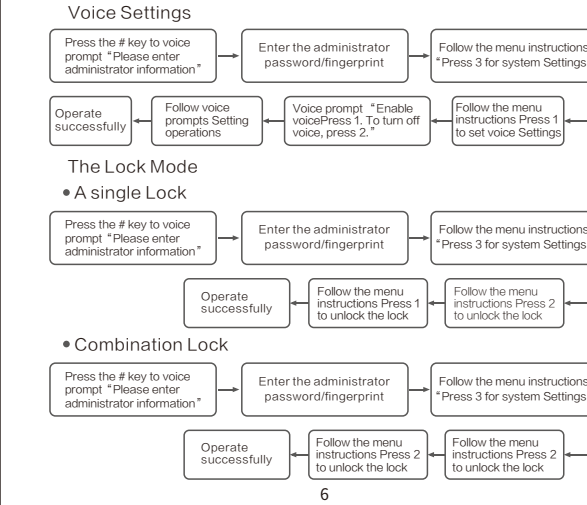 Voice Settings
Press the # key to voice
prompt “Please enter
administrator information”
Enter the administrator
password/fingerprint
Follow the menu instructions
“Press 3 for system Settings
Operate
successfully
Follow voice
prompts Setting
operations
Voice prompt “Enable
voicePress 1. To turn off
voice, press 2.”
Follow the menu
instructions Press 1
to set voice Settings
The Lock Mode
• A single Lock
Press the # key to voice
prompt “Please enter
administrator information”
Enter the administrator
password/fingerprint
Follow the menu instructions
“Press 3 for system Settings
Operate
successfully
Follow the menu
instructions Press 1
to unlock the lock
Follow the menu
instructions Press 2
to unlock the lock
• Combination Lock
Press the # key to voice
prompt “Please enter
administrator information”
Enter the administrator
password/fingerprint
Follow the menu instructions
“Press 3 for system Settings
Operate
successfully
Follow the menu
instructions Press 2
to unlock the lock
Follow the menu
instructions Press 2
to unlock the lock
6